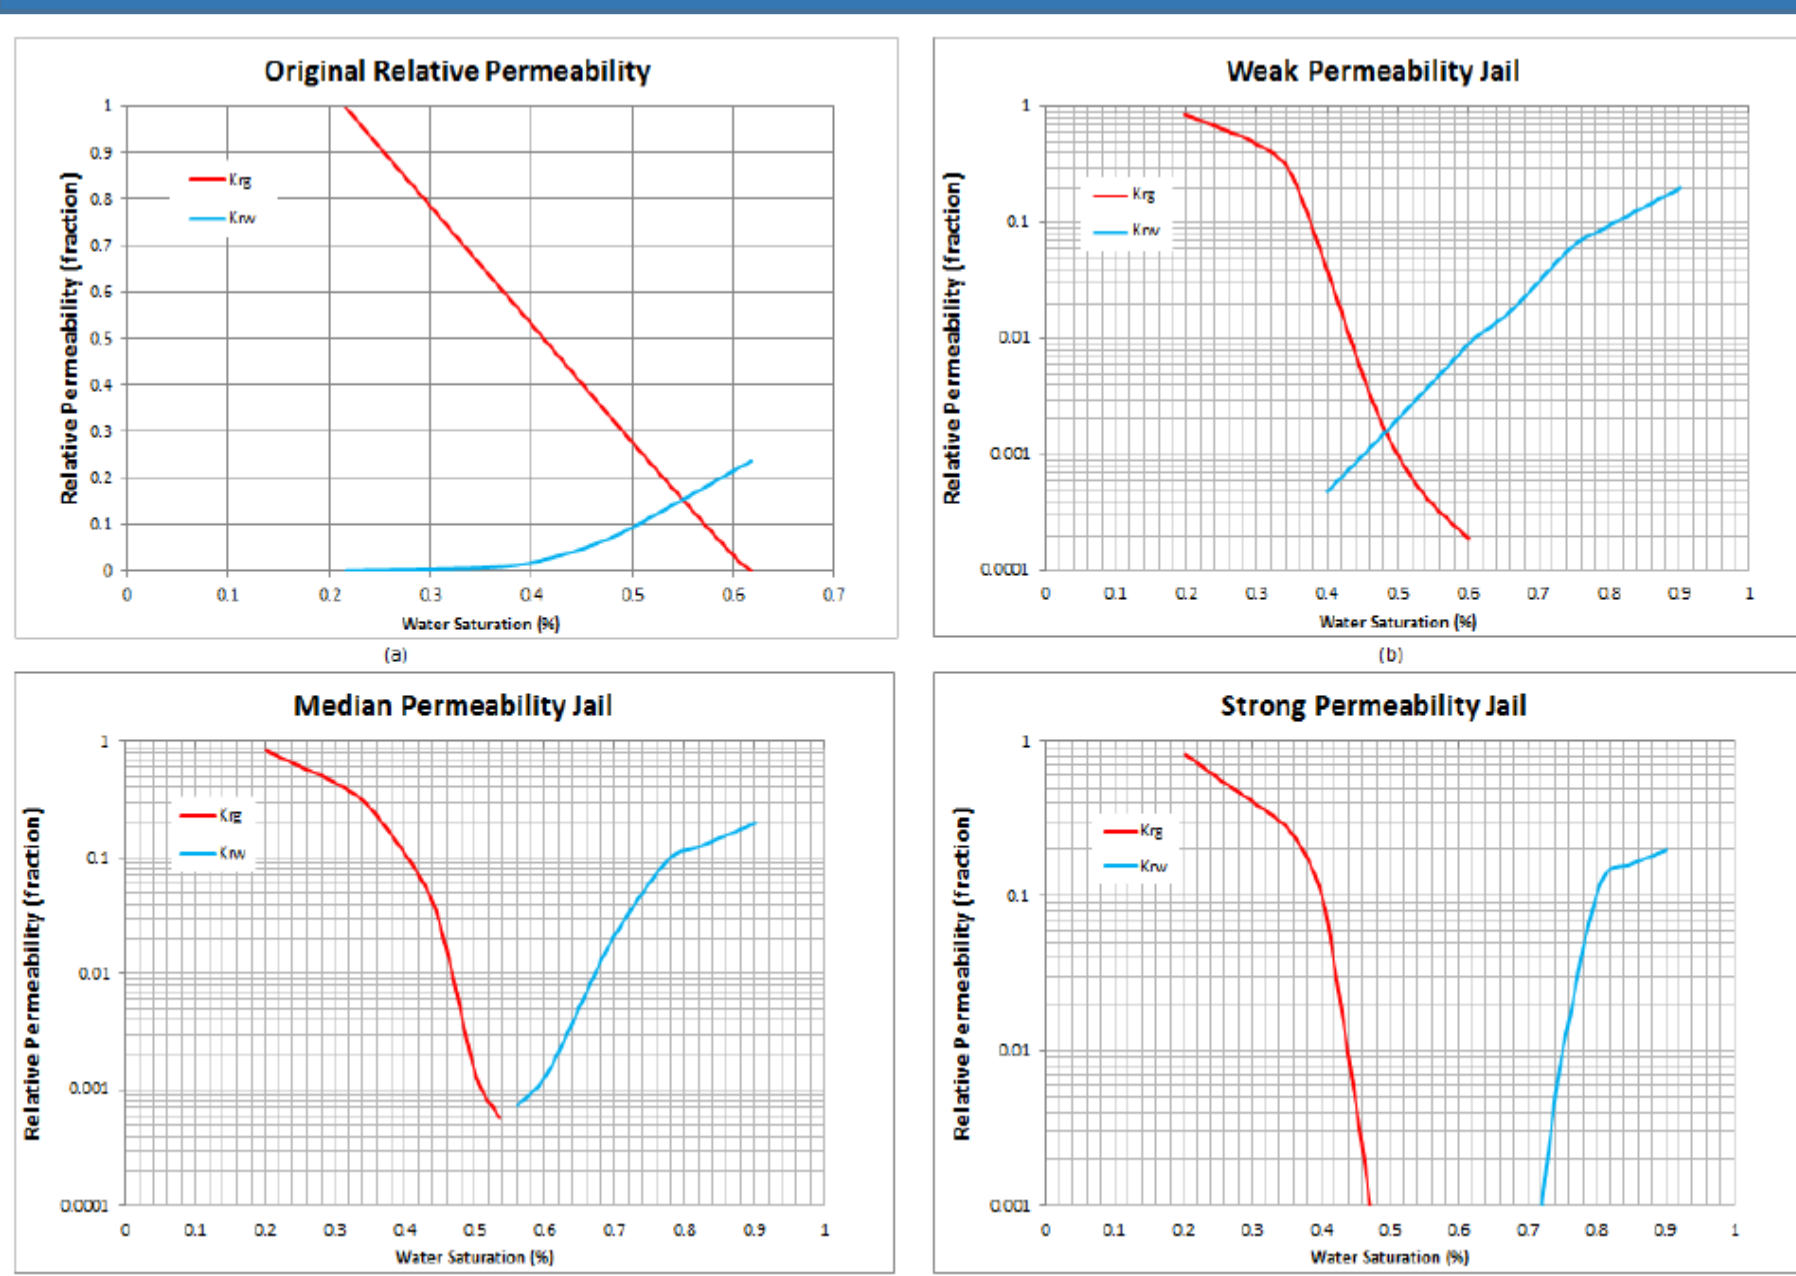 Original Relative Permeability
Relative Permeability (fraction)
1
0.9
0.8
0.7
0.6
0.5
0.4
0.3
0.2
0.1
0
Krg
Krw
0 0.1 0.2 0.3 0.4 0.5 0.6 0.7
Water Saturation (%)
(a)
Weak Permeability Jail
Relative Permeability (fraction)
1
0.1
0.01
0.001
0.0001
Krg
Krw
0 0.1 0.2 0.3 0.4 0.5 0.6 0.7 0.8 0.9 1
Water Saturation (%)
(b)
Median Permeability Jail
Relative Permeability (fraction)
1
0.1
0.01
0.001
0.0001
Krg
Krw
0 0.1 0.2 0.3 0.4 0.5 0.6 0.7 0.8 0.9 1
Water Saturation (%)
Strong Permeability Jail
Relative Permeability (fraction)
1
0.1
0.01
0.001
Krg
Krw
0 0.1 0.2 0.3 0.4 0.5 0.6 0.7 0.8 0.9 1
Water Saturation (%)